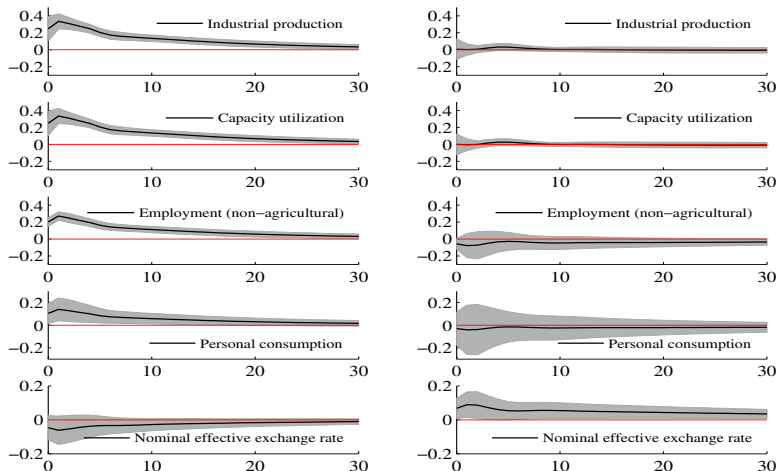 0.4
0.2
0
−0.2
Industrial production
0 10 20 30
0.4
0.2
0
−0.2
Industrial production
0 10 20 30
0.4
0.2
0
−0.2
Capacity utilization
0 10 20 30
0.4
0.2
0
−0.2
Capacity utilization
0 10 20 30
0.4
0.2
0
−0.2
Employment (non−agricultural)
0 10 20 30
0.4
0.2
0
−0.2
Employment (non−agricultural)
0 10 20 30
0.2
0
−0.2
Personal consumption
0 10 20 30
0.2
0
−0.2
Personal consumption
0 10 20 30
0.2
0
−0.2
Nominal effective exchange rate
0 10 20 30
0.2
0
−0.2
Nominal effective exchange rate
0 10 20 30